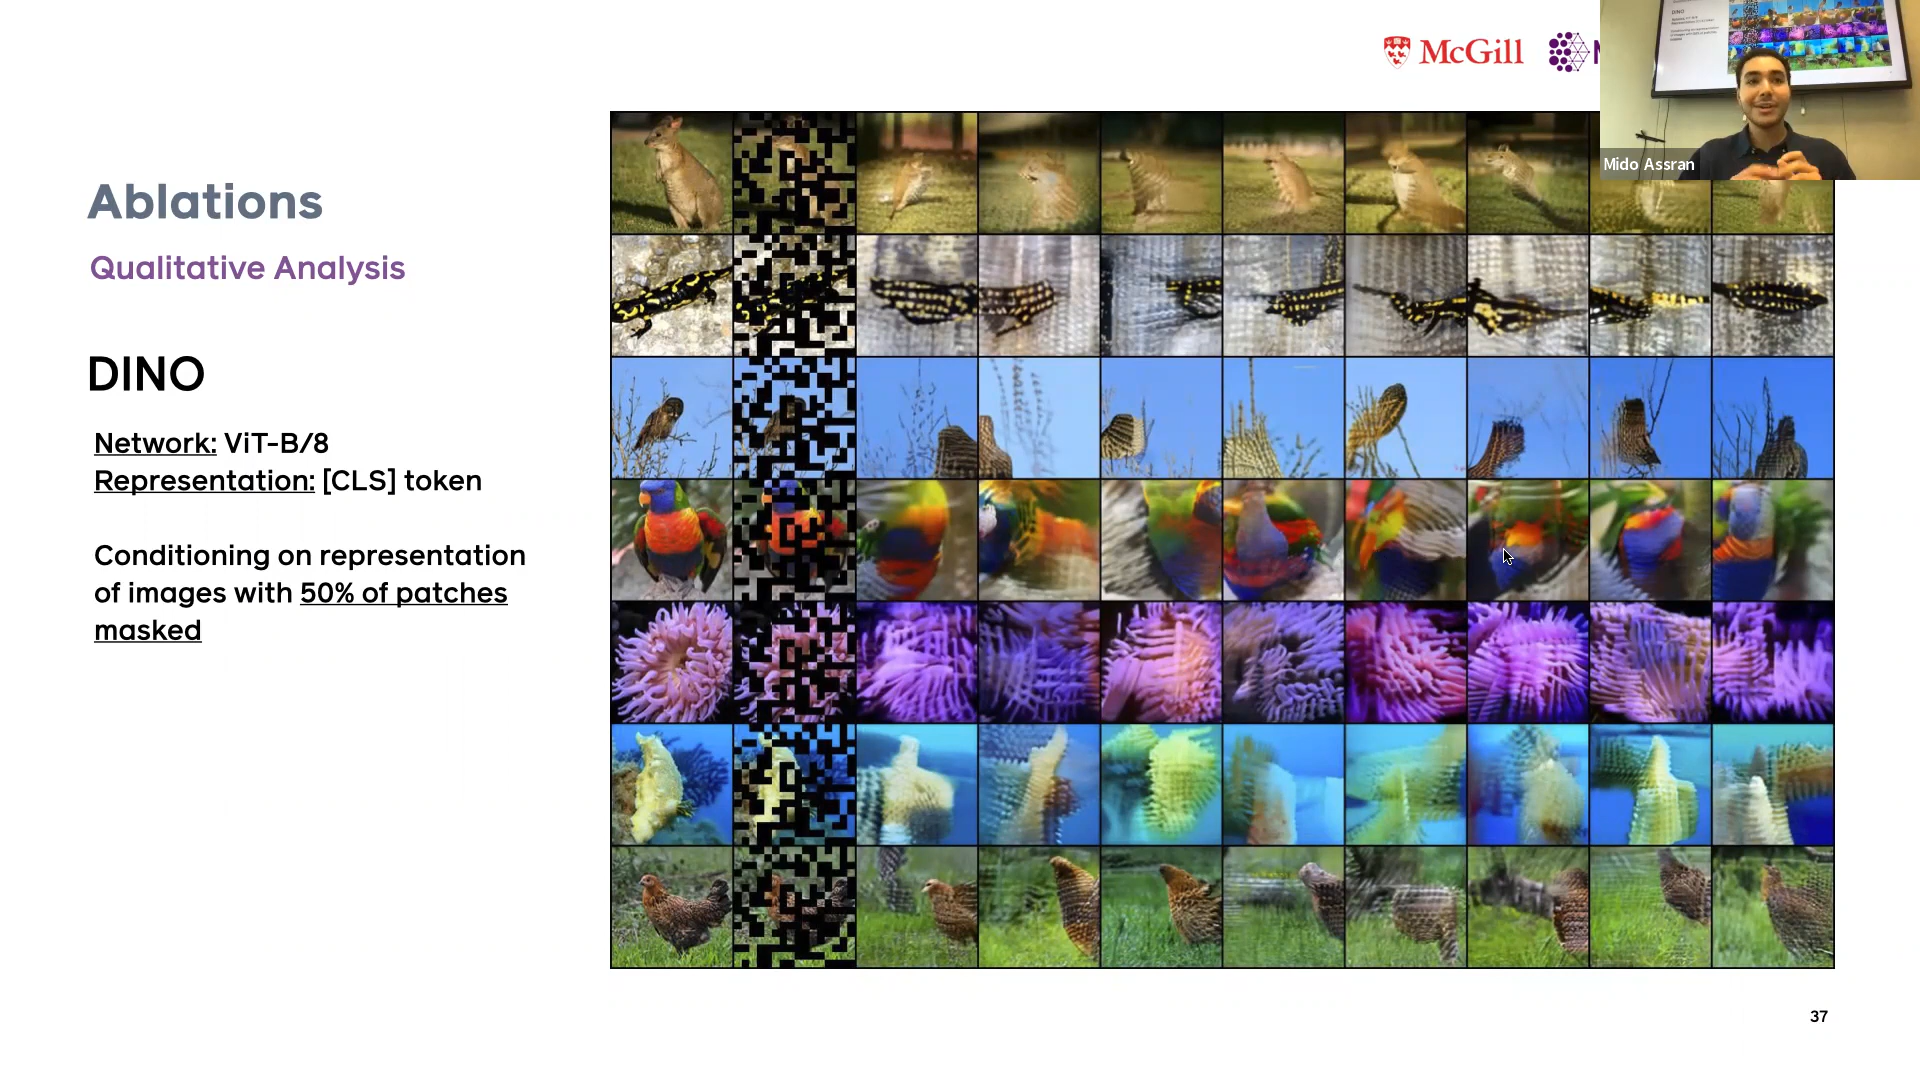 McGill
DINO
Mido Assran
Ablations
Qualitative Analysis
DINO
Network: ViT-B/8
Representation: [CLS] token
Conditioning on representation
of images with 50% of patches
masked
37